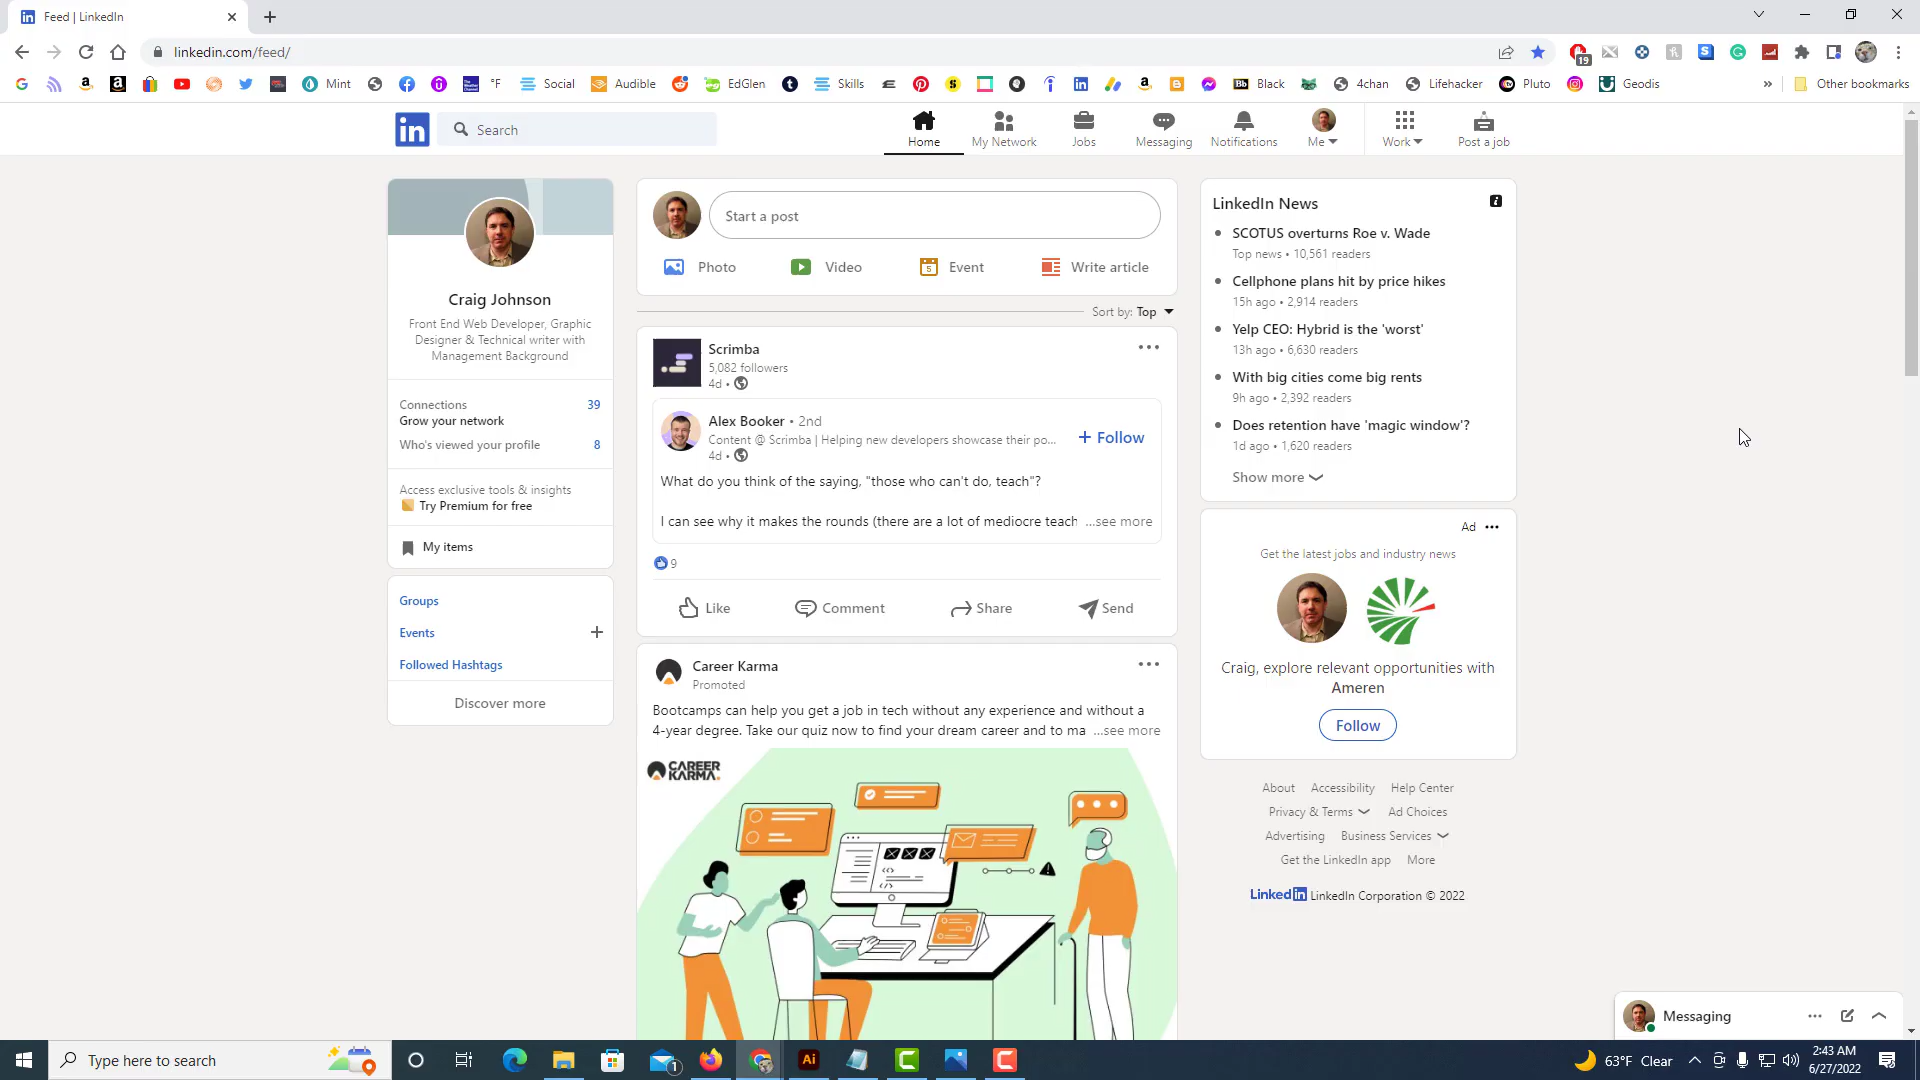 Feed | LinkedIn
linkedin.com/feed/
19
Mint
°F
Social
Audible
EdGlen
Skills
Black
4chan
Lifehacker
Pluto
Geodis
Other bookmarks
in
Search
Home
My Network
Jobs
Messaging
Notifications
Me
Work
Post a job
Craig Johnson
Front End Web Developer, Graphic
Designer & Technical writer with
Management Background
Connections 39
Grow your network
Who's viewed your profile 8
Access exclusive tools & insights
Try Premium for free
My items
Groups
Events
Followed Hashtags
Discover more
Start a post
Photo
Video
Event
Write article
Sort by: Top
Scrimba
5,082 followers
4d •
Alex Booker • 2nd
Content @ Scrimba | Helping new developers showcase their po...
4d •
+ Follow
What do you think of the saying, "those who can't do, teach"?
I can see why it makes the rounds (there are a lot of mediocre teach ...see more
9
Like
Comment
Share
Send
Career Karma
Promoted
Bootcamps can help you get a job in tech without any experience and without a
4-year degree. Take our quiz now to find your dream career and to ma ...see more
CAREER
KARMA.
LinkedIn News
SCOTUS overturns Roe v. Wade
Top news • 10,561 readers
Cellphone plans hit by price hikes
15h ago • 2,914 readers
Yelp CEO: Hybrid is the 'worst'
13h ago • 6,630 readers
With big cities come big rents
9h ago • 2,392 readers
Does retention have 'magic window'?
1d ago • 1,620 readers
Show more
Ad
Get the latest jobs and industry news
Craig, explore relevant opportunities with
Ameren
Follow
About Accessibility Help Center
Privacy & Terms Ad Choices
Advertising Business Services
Get the LinkedIn app More
LinkedIn LinkedIn Corporation © 2022
Messaging
Type here to search
1
Ai
63°F Clear
2:43 AM
6/27/2022